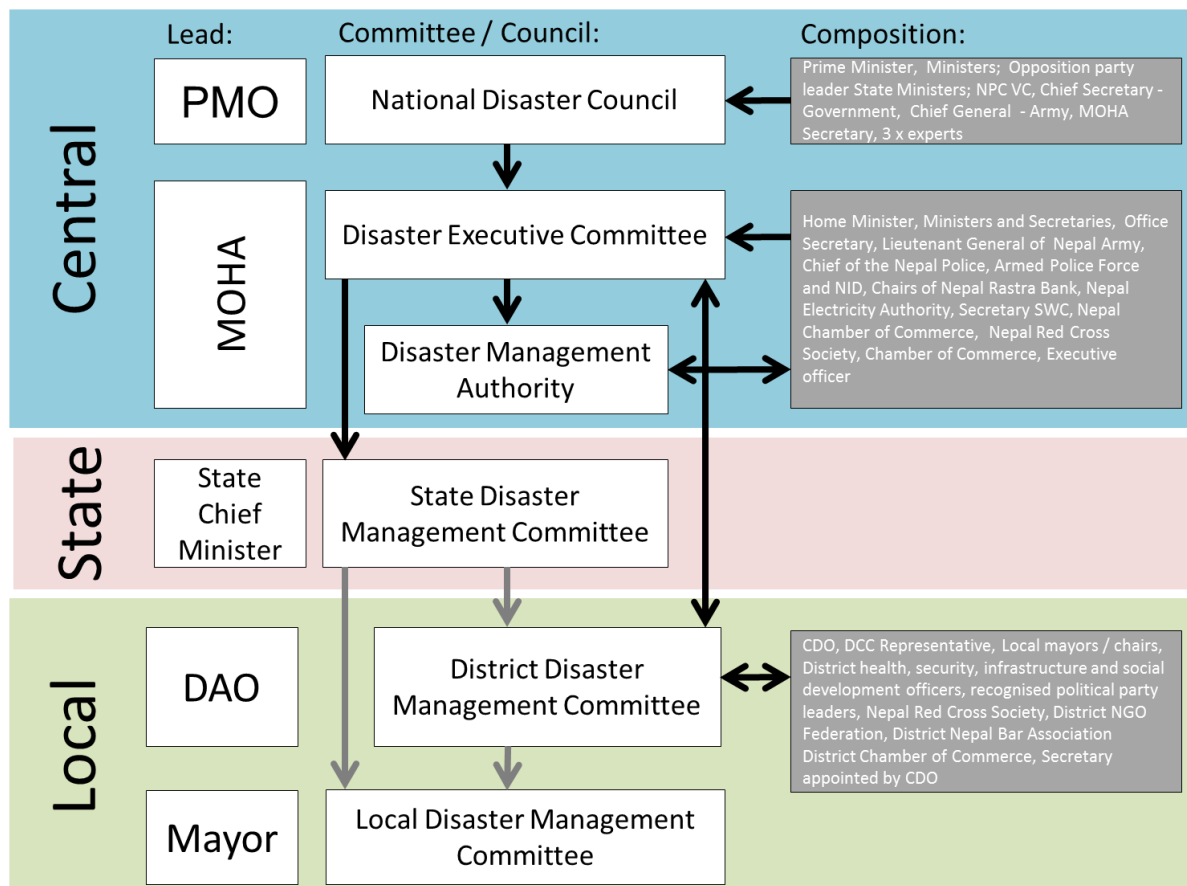 Lead:
Committee / Council:
Composition:
Central
PMO
National Disaster Council
Prime Minister, Ministers; Opposition party
leader State Ministers; NPC VC, Chief Secretary -
Government, Chief General - Army, MOHA
Secretary, 3 x experts
MOHA
Disaster Executive Committee
Home Minister, Ministers and Secretaries, Office
Secretary, Lieutenant General of Nepal Army,
Chief of the Nepal Police, Armed Police Force
and NID, Chairs of Nepal Rastra Bank, Nepal
Electricity Authority, Secretary SWC, Nepal
Chamber of Commerce, Nepal Red Cross
Society, Chamber of Commerce, Executive
officer
Disaster Management
Authority
State
State
Chief
Minister
State Disaster
Management Committee
Local
DAO
District Disaster
Management Committee
CDO, DCC Representative, Local mayors / chairs,
District health, security, infrastructure and social
development officers, recognised political party
leaders, Nepal Red Cross Society, District NGO
Federation, District Nepal Bar Association
District Chamber of Commerce, Secretary
appointed by CDO
Mayor
Local Disaster Management
Committee